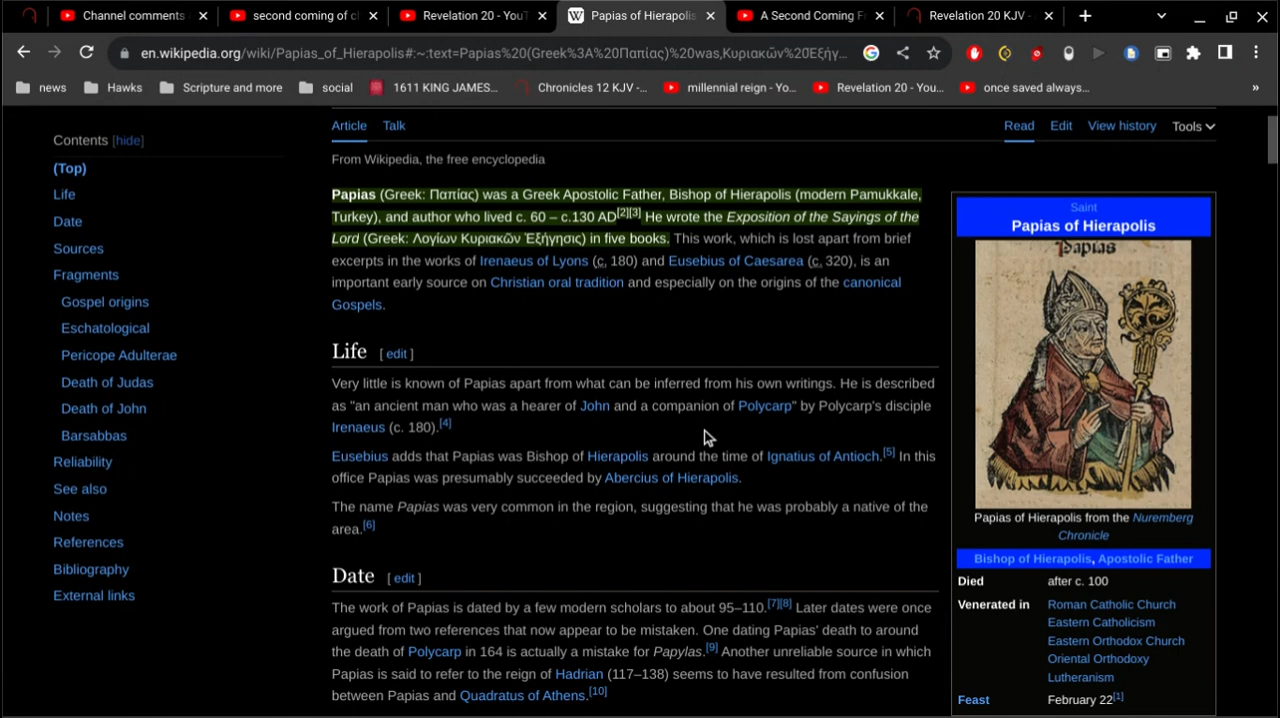 Channel comments
second coming of c
Revelation 20 - YouT
Papias of Hierapolis
A Second Coming F
Revelation 20 KJV -
en.wikipedia.org/wiki/Papias_of_Hierapolis#:~:text=Papias%20(Greek%3A%20Παπίας)%20was,Κυριακῶν%20Ἐξήγ...
news
Hawks
Scripture and more
social
1611 KING JAMES...
Chronicles 12 KJV -...
millennial reign - Yo...
Revelation 20 - You...
once saved always...
»
Contents [hide]
(Top)
Life
Date
Sources
Fragments
Gospel origins
Eschatological
Pericope Adulterae
Death of Judas
Death of John
Barsabbas
Reliability
See also
Notes
References
Bibliography
External links
Article Talk
Read Edit View history Tools
From Wikipedia, the free encyclopedia
Papias (Greek: Παπίας) was a Greek Apostolic Father, Bishop of Hierapolis (modern Pamukkale,
Turkey), and author who lived c. 60 – c.130 AD[2][3] He wrote the Exposition of the Sayings of the
Lord (Greek: Λογίων Κυριακῶν Ἐξήγησις) in five books. This work, which is lost apart from brief
excerpts in the works of Irenaeus of Lyons (c. 180) and Eusebius of Caesarea (c. 320), is an
important early source on Christian oral tradition and especially on the origins of the canonical
Gospels.
Life [ edit ]
Very little is known of Papias apart from what can be inferred from his own writings. He is described
as "an ancient man who was a hearer of John and a companion of Polycarp" by Polycarp's disciple
Irenaeus (c. 180).[4]
Eusebius adds that Papias was Bishop of Hierapolis around the time of Ignatius of Antioch.[5] In this
office Papias was presumably succeeded by Abercius of Hierapolis.
The name Papias was very common in the region, suggesting that he was probably a native of the
area.[6]
Date [ edit ]
The work of Papias is dated by a few modern scholars to about 95–110.[7][8] Later dates were once
argued from two references that now appear to be mistaken. One dating Papias' death to around
the death of Polycarp in 164 is actually a mistake for Papylas.[9] Another unreliable source in which
Papias is said to refer to the reign of Hadrian (117–138) seems to have resulted from confusion
between Papias and Quadratus of Athens.[10]
Saint
Papias of Hierapolis
Papias
Papias of Hierapolis from the Nuremberg
Chronicle
Bishop of Hierapolis, Apostolic Father
Died after c. 100
Venerated in Roman Catholic Church
Eastern Catholicism
Eastern Orthodox Church
Oriental Orthodoxy
Lutheranism
Feast February 22[1]